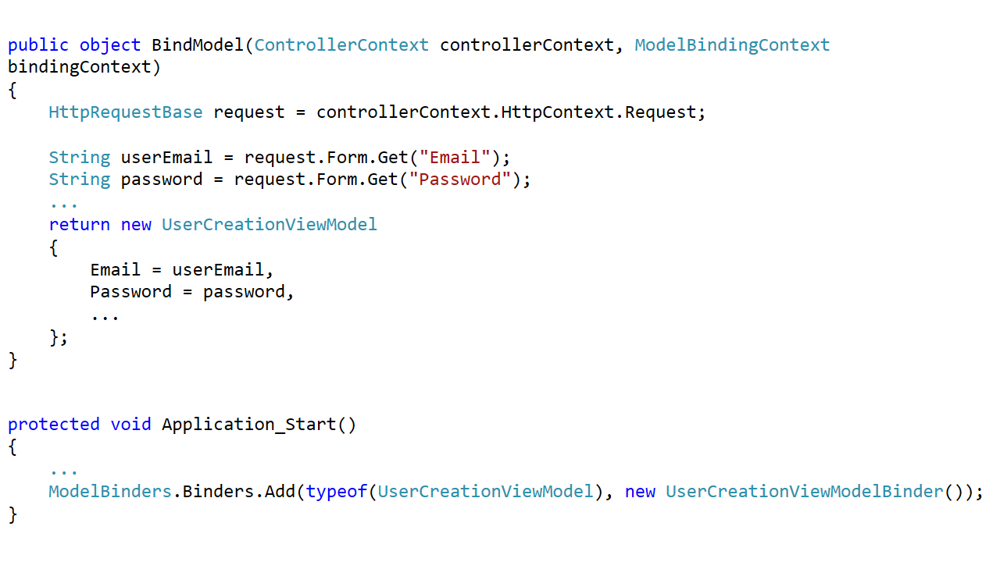 public object BindModel(ControllerContext controllerContext, ModelBindingContext
bindingContext)
{
    HttpRequestBase request = controllerContext.HttpContext.Request;

    String userEmail = request.Form.Get("Email");
    String password = request.Form.Get("Password");
    ...
    return new UserCreationViewModel
    {
        Email = userEmail,
        Password = password,
        ...
    };
}

protected void Application_Start()
{
    ...
    ModelBinders.Binders.Add(typeof(UserCreationViewModel), new UserCreationViewModelBinder());
}